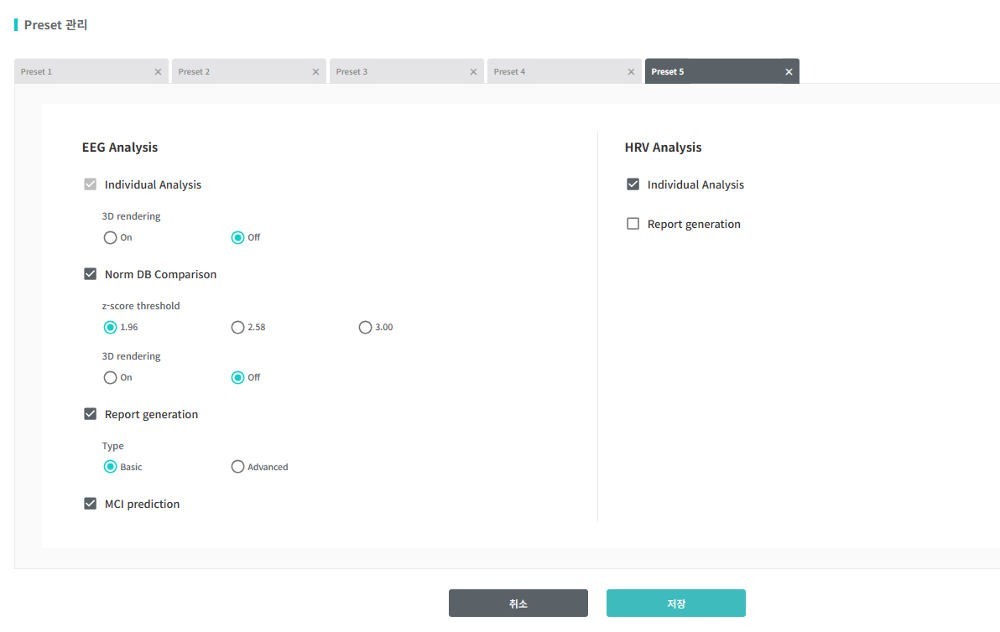 Preset 관리
Preset 1
Preset 2
Preset 3
Preset 4
Preset 5
EEG Analysis
Individual Analysis
3D rendering
On
Off
Norm DB Comparison
z-score threshold
1.96
2.58
3.00
3D rendering
On
Off
Report generation
Type
Basic
Advanced
MCI prediction
HRV Analysis
Individual Analysis
Report generation
취소
저장